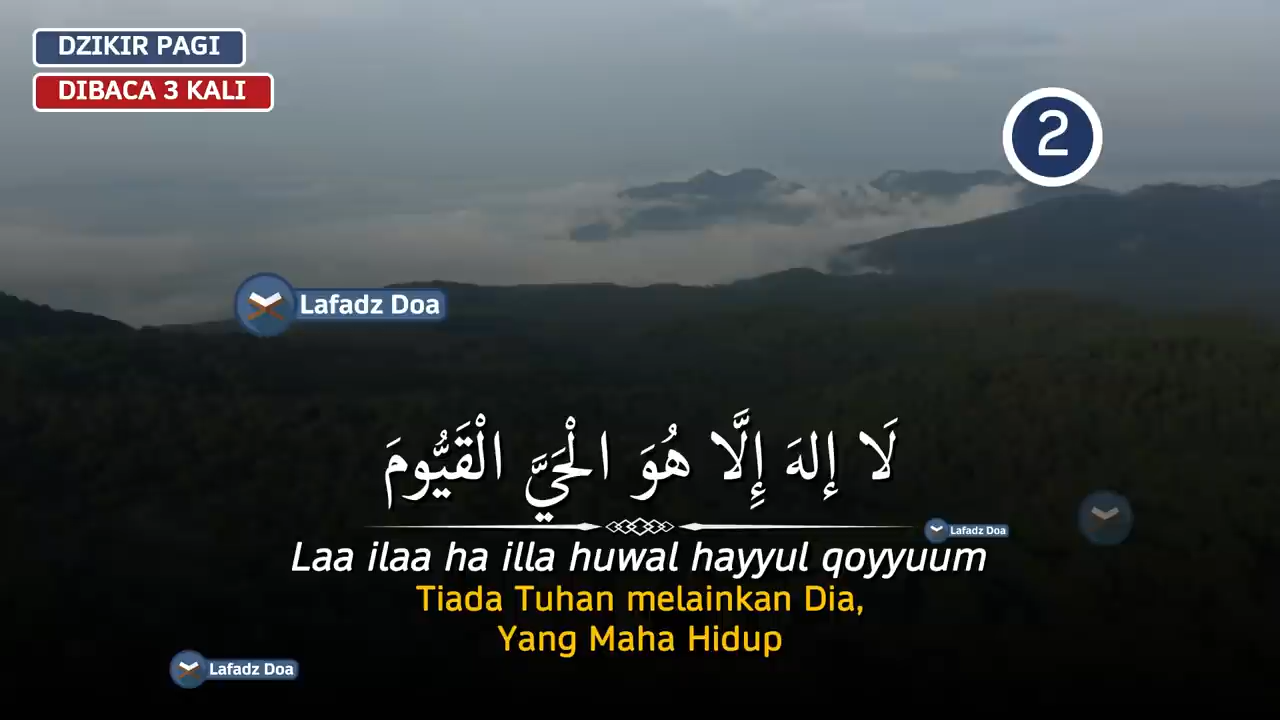 DZIKIR PAGI
DIBACA 3 KALI
2
Lafadz Doa
لَا إلهَ إِلَّا هُوَ الْحَيَّ الْقَيُّومَ
Lafadz Doa
Laa ilaa ha illa huwal hayyul qoyyuum
Tiada Tuhan melainkan Dia,
Yang Maha Hidup
Lafadz Doa